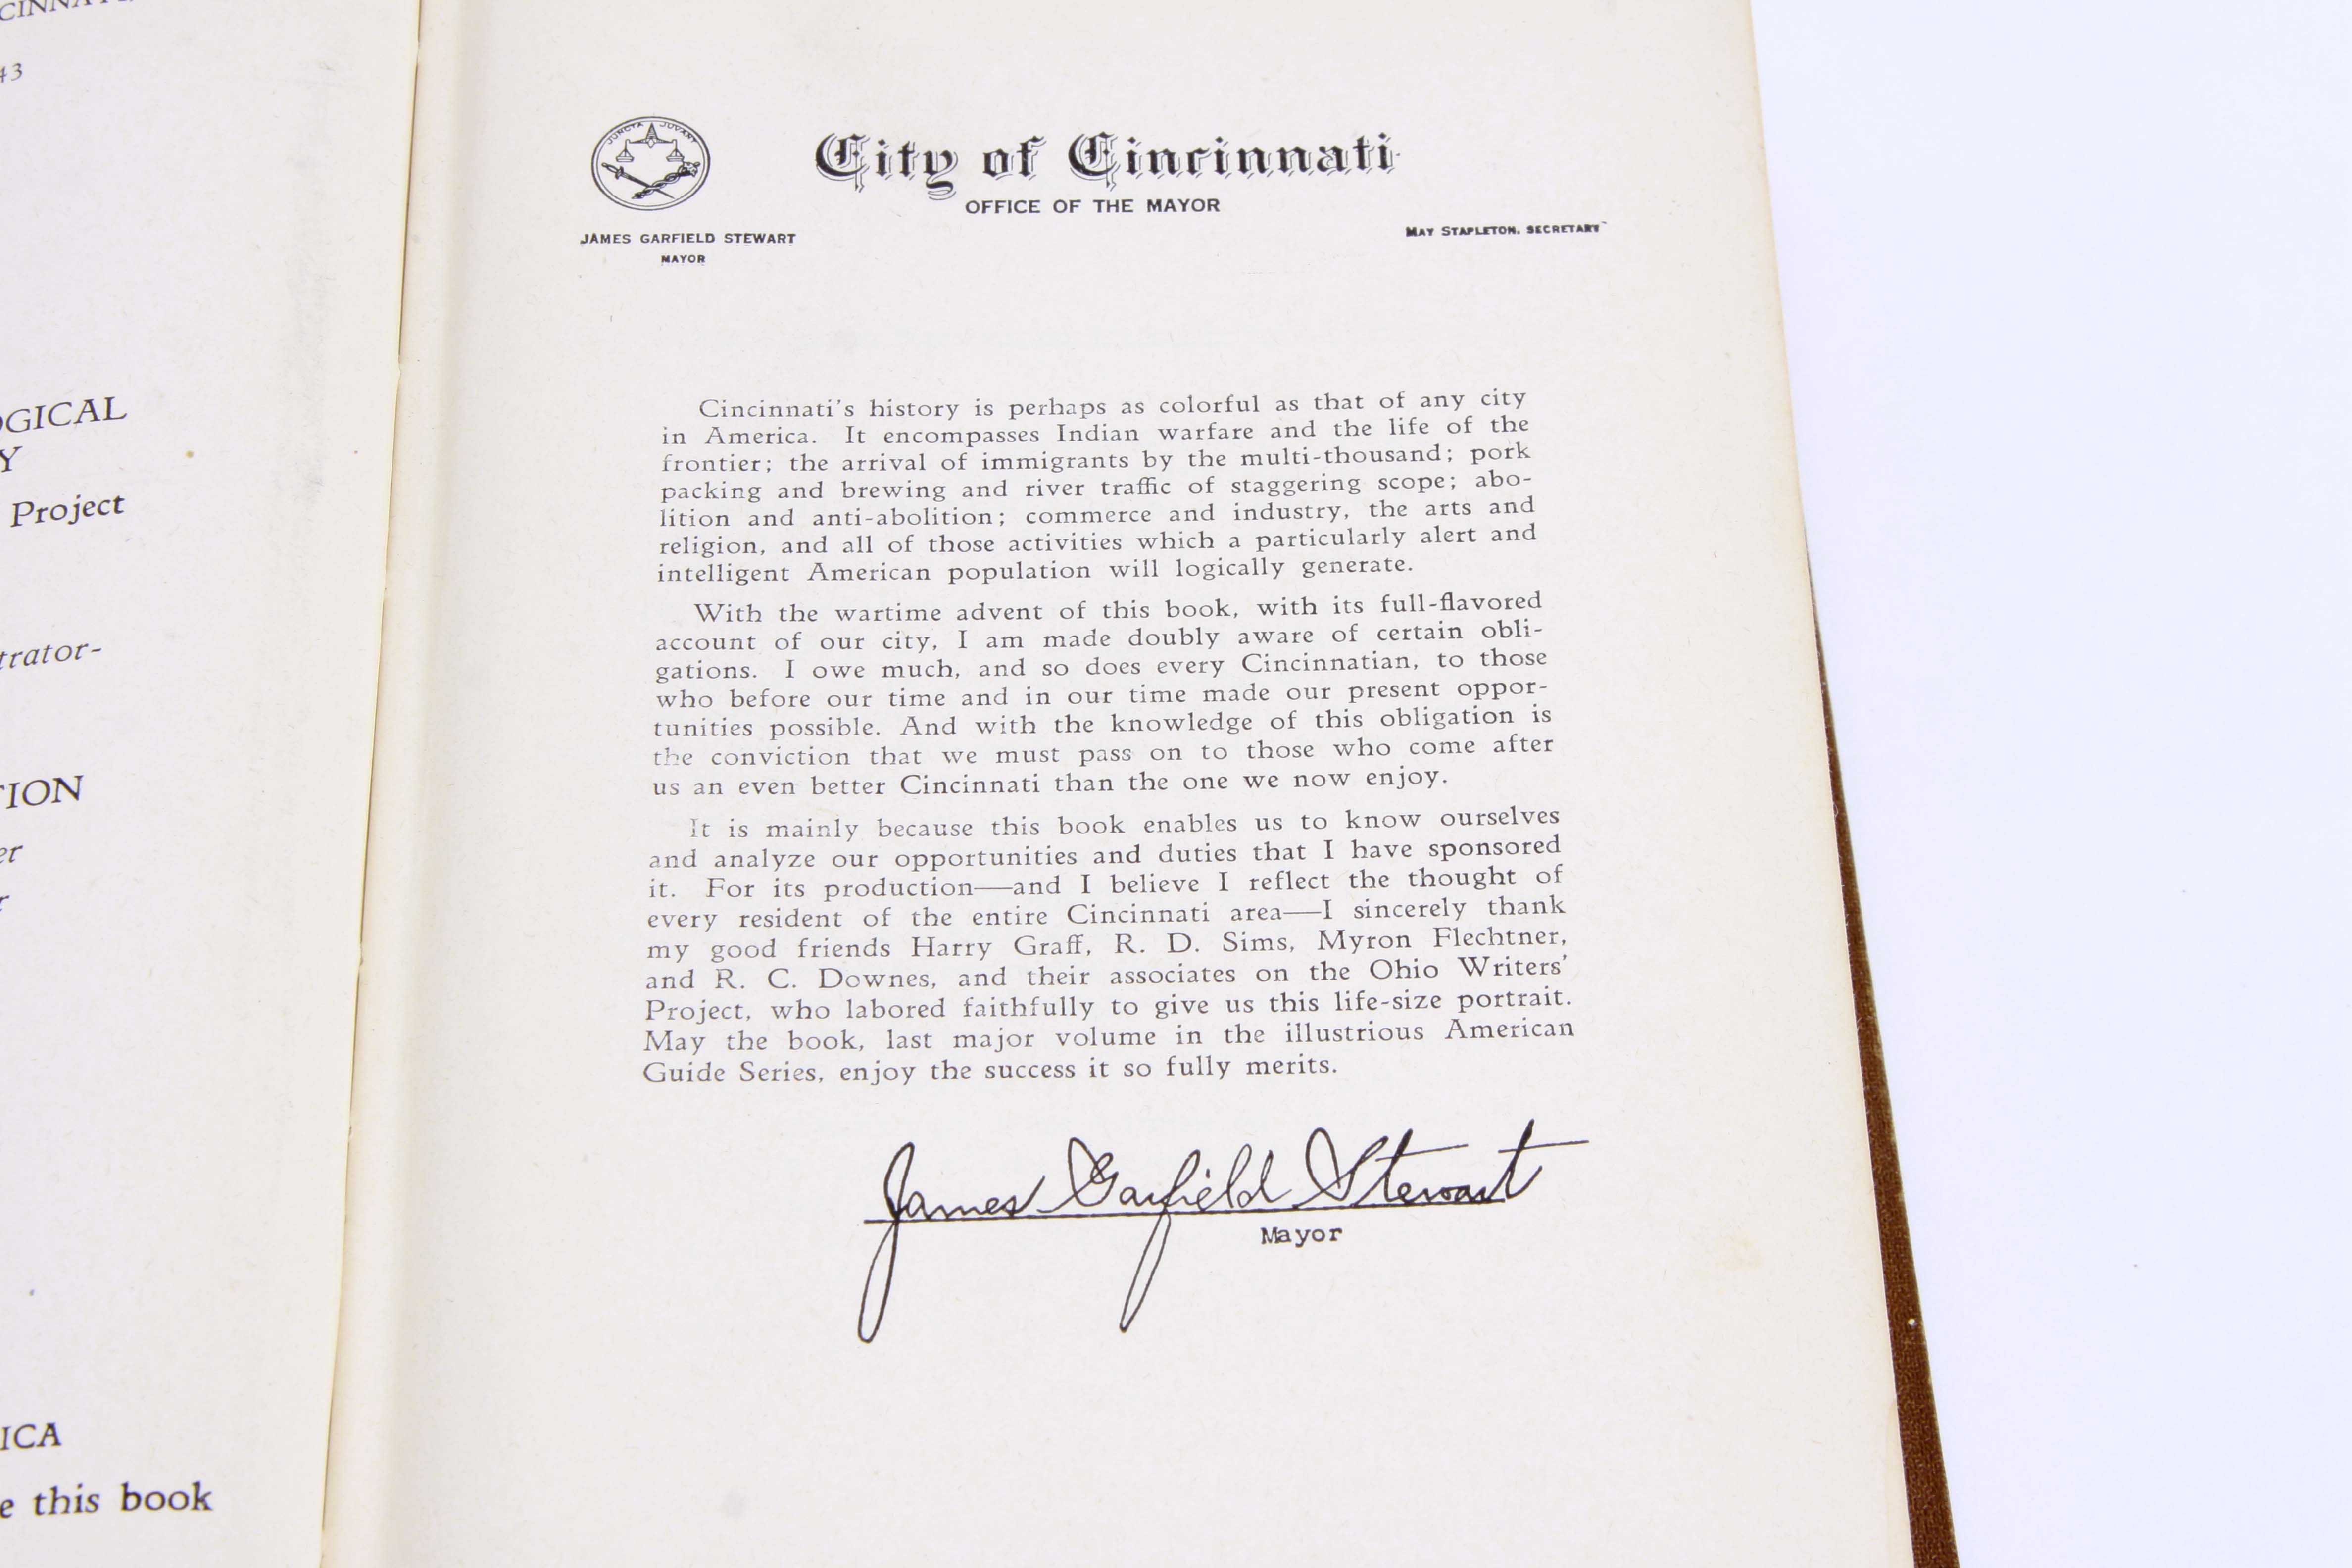 CINNATI
43
OGICAL
Y
Project
trator-
TION
er
r
ICA
e this book
JUNCTA JUVANT
City of Cincinnati
OFFICE OF THE MAYOR
JAMES GARFIELD STEWART
MAYOR
MAY STAPLETON, SECRETARY
Cincinnati's history is perhaps as colorful as that of any city
in America. It encompasses Indian warfare and the life of the
frontier; the arrival of immigrants by the multi-thousand; pork
packing and brewing and river traffic of staggering scope; abo-
lition and anti-abolition; commerce and industry, the arts and
religion, and all of those activities which a particularly alert and
intelligent American population will logically generate.
With the wartime advent of this book, with its full-flavored
account of our city, I am made doubly aware of certain obli-
gations. I owe much, and so does every Cincinnatian, to those
who before our time and in our time made our present oppor-
tunities possible. And with the knowledge of this obligation is
the conviction that we must pass on to those who come after
us an even better Cincinnati than the one we now enjoy.
It is mainly because this book enables us to know ourselves
and analyze our opportunities and duties that I have sponsored
it. For its production—and I believe I reflect the thought of
every resident of the entire Cincinnati area—I sincerely thank
my good friends Harry Graff, R. D. Sims, Myron Flechtner,
and R. C. Downes, and their associates on the Ohio Writers'
Project, who labored faithfully to give us this life-size portrait.
May the book, last major volume in the illustrious American
Guide Series, enjoy the success it so fully merits.
James Garfield Stewart
Mayor